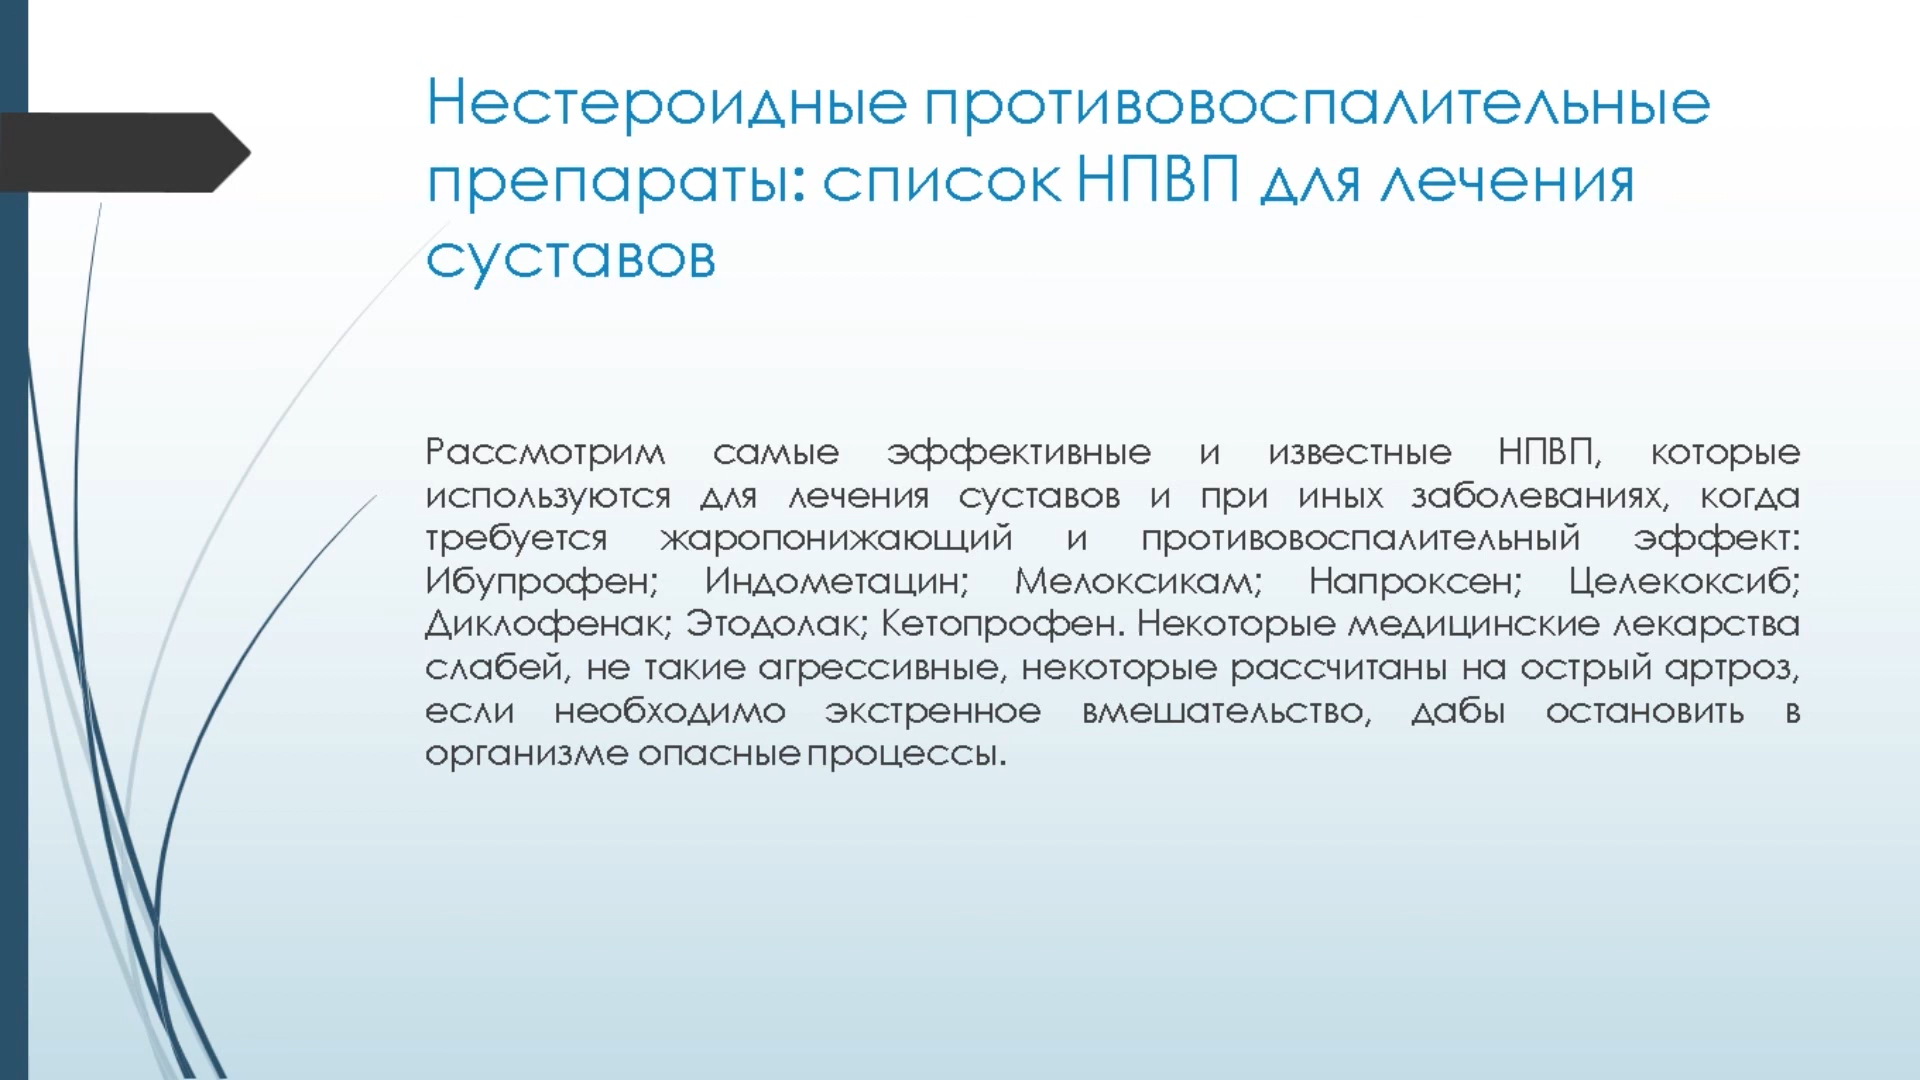 Нестероидные противовоспалительные
препараты: список НПВП для лечения
суставов
Рассмотрим самые эффективные и известные НПВП, которые
используются для лечения суставов и при иных заболеваниях, когда
требуется жаропонижающий и противовоспалительный эффект:
Ибупрофен; Индометацин; Мелоксикам; Напроксен; Целекоксиб;
Диклофенак; Этодолак; Кетопрофен. Некоторые медицинские лекарства
слабей, не такие агрессивные, некоторые рассчитаны на острый артроз,
если необходимо экстренное вмешательство, дабы остановить в
организме опасные процессы.